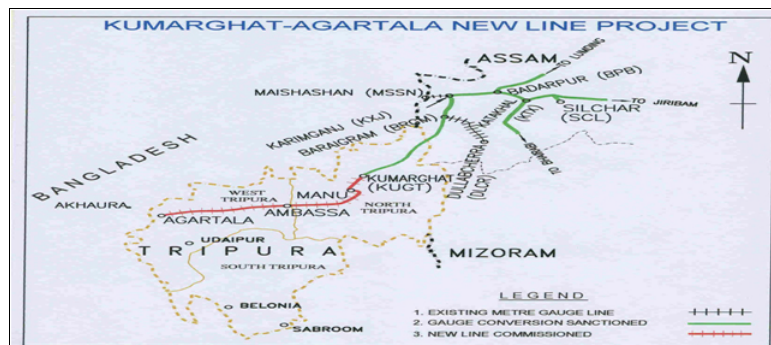 KUMARGHAT-AGARTALA NEW LINE PROJECT
ASSAM
N
TO LUMDING
BADARPUR (BPB)
MAISHASHAN (MSSN)
KATAKHAL (KTX)
SILCHAR (SCL)
TO JIRIBAM
KARIMGANJ (KXJ)
BARAIGRAM (BRGM)
DULLABCHERRA (DLCR)
TO BHRB
BANGLADESH
KUMARGHAT (KUGT)
WEST TRIPURA
MANU
AKHAURA
NORTH TRIPURA
AMBASSA
AGARTALA
UDAIPUR
TRIPURA
MIZORAM
SOUTH TRIPURA
BELONIA
SABROOM
LEGEND
1. EXISTING METRE GAUGE LINE
2. GAUGE CONVERSION SANCTIONED
3. NEW LINE COMMISSIONED